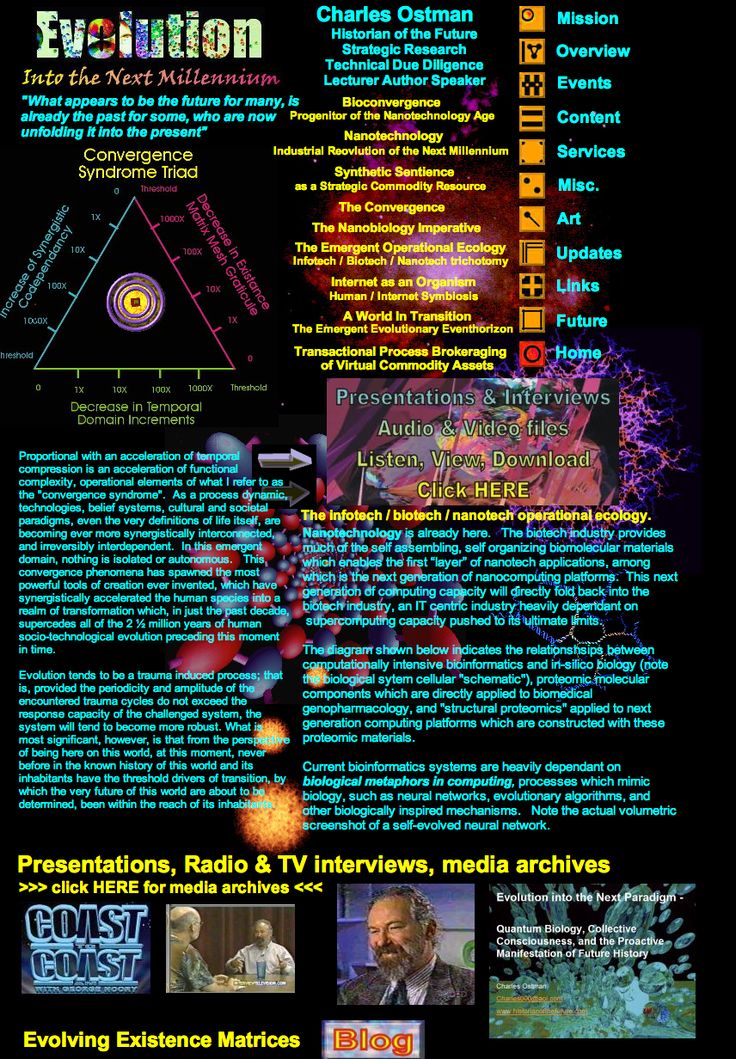 Evolution
Into the Next Millennium
"What appears to be the future for many, is
already the past for some, who are now
unfolding it into the present"
Convergence
Syndrome Triad
0
Threshold
1X
10X
100X
1000X
Threshold
Increase of Synergistic
Codependancy
1000X
100X
10X
1X
0
Decrease in Existance
Matrix Mesh Graticule
0
1X
10X
100X
1000X
Threshold
Decrease in Temporal
Domain Increments
Charles Ostman
Historian of the Future
Strategic Research
Technical Due Diligence
Lecturer Author Speaker
Bioconvergence
Progenitor of the Nanotechnology Age
Nanotechnology
Industrial Reovlution of the Next Millennium
Synthetic Sentience
as a Strategic Commodity Resource
The Convergence
The Nanobiology Imperative
The Emergent Operational Ecology
Infotech / Biotech / Nanotech trichotomy
Internet as an Organism
Human / Internet Symbiosis
A World In Transition
The Emergent Evolutionary Eventhorizon
Transactional Process Brokeraging
of Virtual Commodity Assets
Mission
Overview
Events
Content
Services
Misc.
Art
Updates
Links
Future
Home
Presentations & Interviews
Audio & Video files
Listen, View, Download
Click HERE
Proportional with an acceleration of temporal
compression is an acceleration of functional
complexity, operational elements of what I refer to as
the "convergence syndrome". As a process dynamic,
technologies, belief systems, cultural and societal
paradigms, even the very definitions of life itself, are
becoming ever more synergistically interconnected,
and irreversibly interdependent. In this emergent
domain, nothing is isolated or autonomous. This,
convergence phenomena has spawned the most
powerful tools of creation ever invented, which have
synergistically accelerated the human species into a
realm of transformation which, in just the past decade,
supercedes all of the 2 ½ million years of human
socio-technological evolution preceding this moment
in time.
Evolution tends to be a trauma induced process; that
is, provided the periodicity and amplitude of the
encountered trauma cycles do not exceed the
response capacity of the challenged system, the
system will tend to become more robust. What is
most significant, however, is that from the perspective
of being here on this world, at this moment, never
before in the known history of this world and its
inhabitants have the threshold drivers of transition, by
which the very future of this world are about to be
determined, been within the reach of its inhabitants.
The infotech / biotech / nanotech operational ecology.
Nanotechnology is already here. The biotech industry provides
much of the self assembling, self organizing biomolecular materials
which enables the first "layer" of nanotech applications, among
which is the next generation of nanocomputing platforms. This next
generation of computing capacity will directly fold back into the
biotech industry, an IT centric industry heavily dependant on
supercomputing capacity pushed to its ultimate limits.
The diagram shown below indicates the relationsships between
computationally intensive bioinformatics and in-silico biology (note
the biological sytem cellular "schematic"), proteomic molecular
components which are directly applied to biomedical
genopharmacology, and "structural proteomics" applied to next
generation computing platforms which are constructed with these
proteomic materials.
Current bioinformatics systems are heavily dependant on
biological metaphors in computing, processes which mimic
biology, such as neural networks, evolutionary algorithms, and
other biologically inspired mechanisms. Note the actual volumetric
screenshot of a self-evolved neural network.
Presentations, Radio & TV interviews, media archives
>>> click HERE for media archives <<<
COAST
TO
COAST
AM
WITH GEORGE NOORY
Evolution into the Next Paradigm -
Quantum Biology, Collective
Consciousness, and the Proactive
Manifestation of Future History
Charles Ostman
Charles000@aol.com
www.historianofthefuture.com
Evolving Existence Matrices
Blog